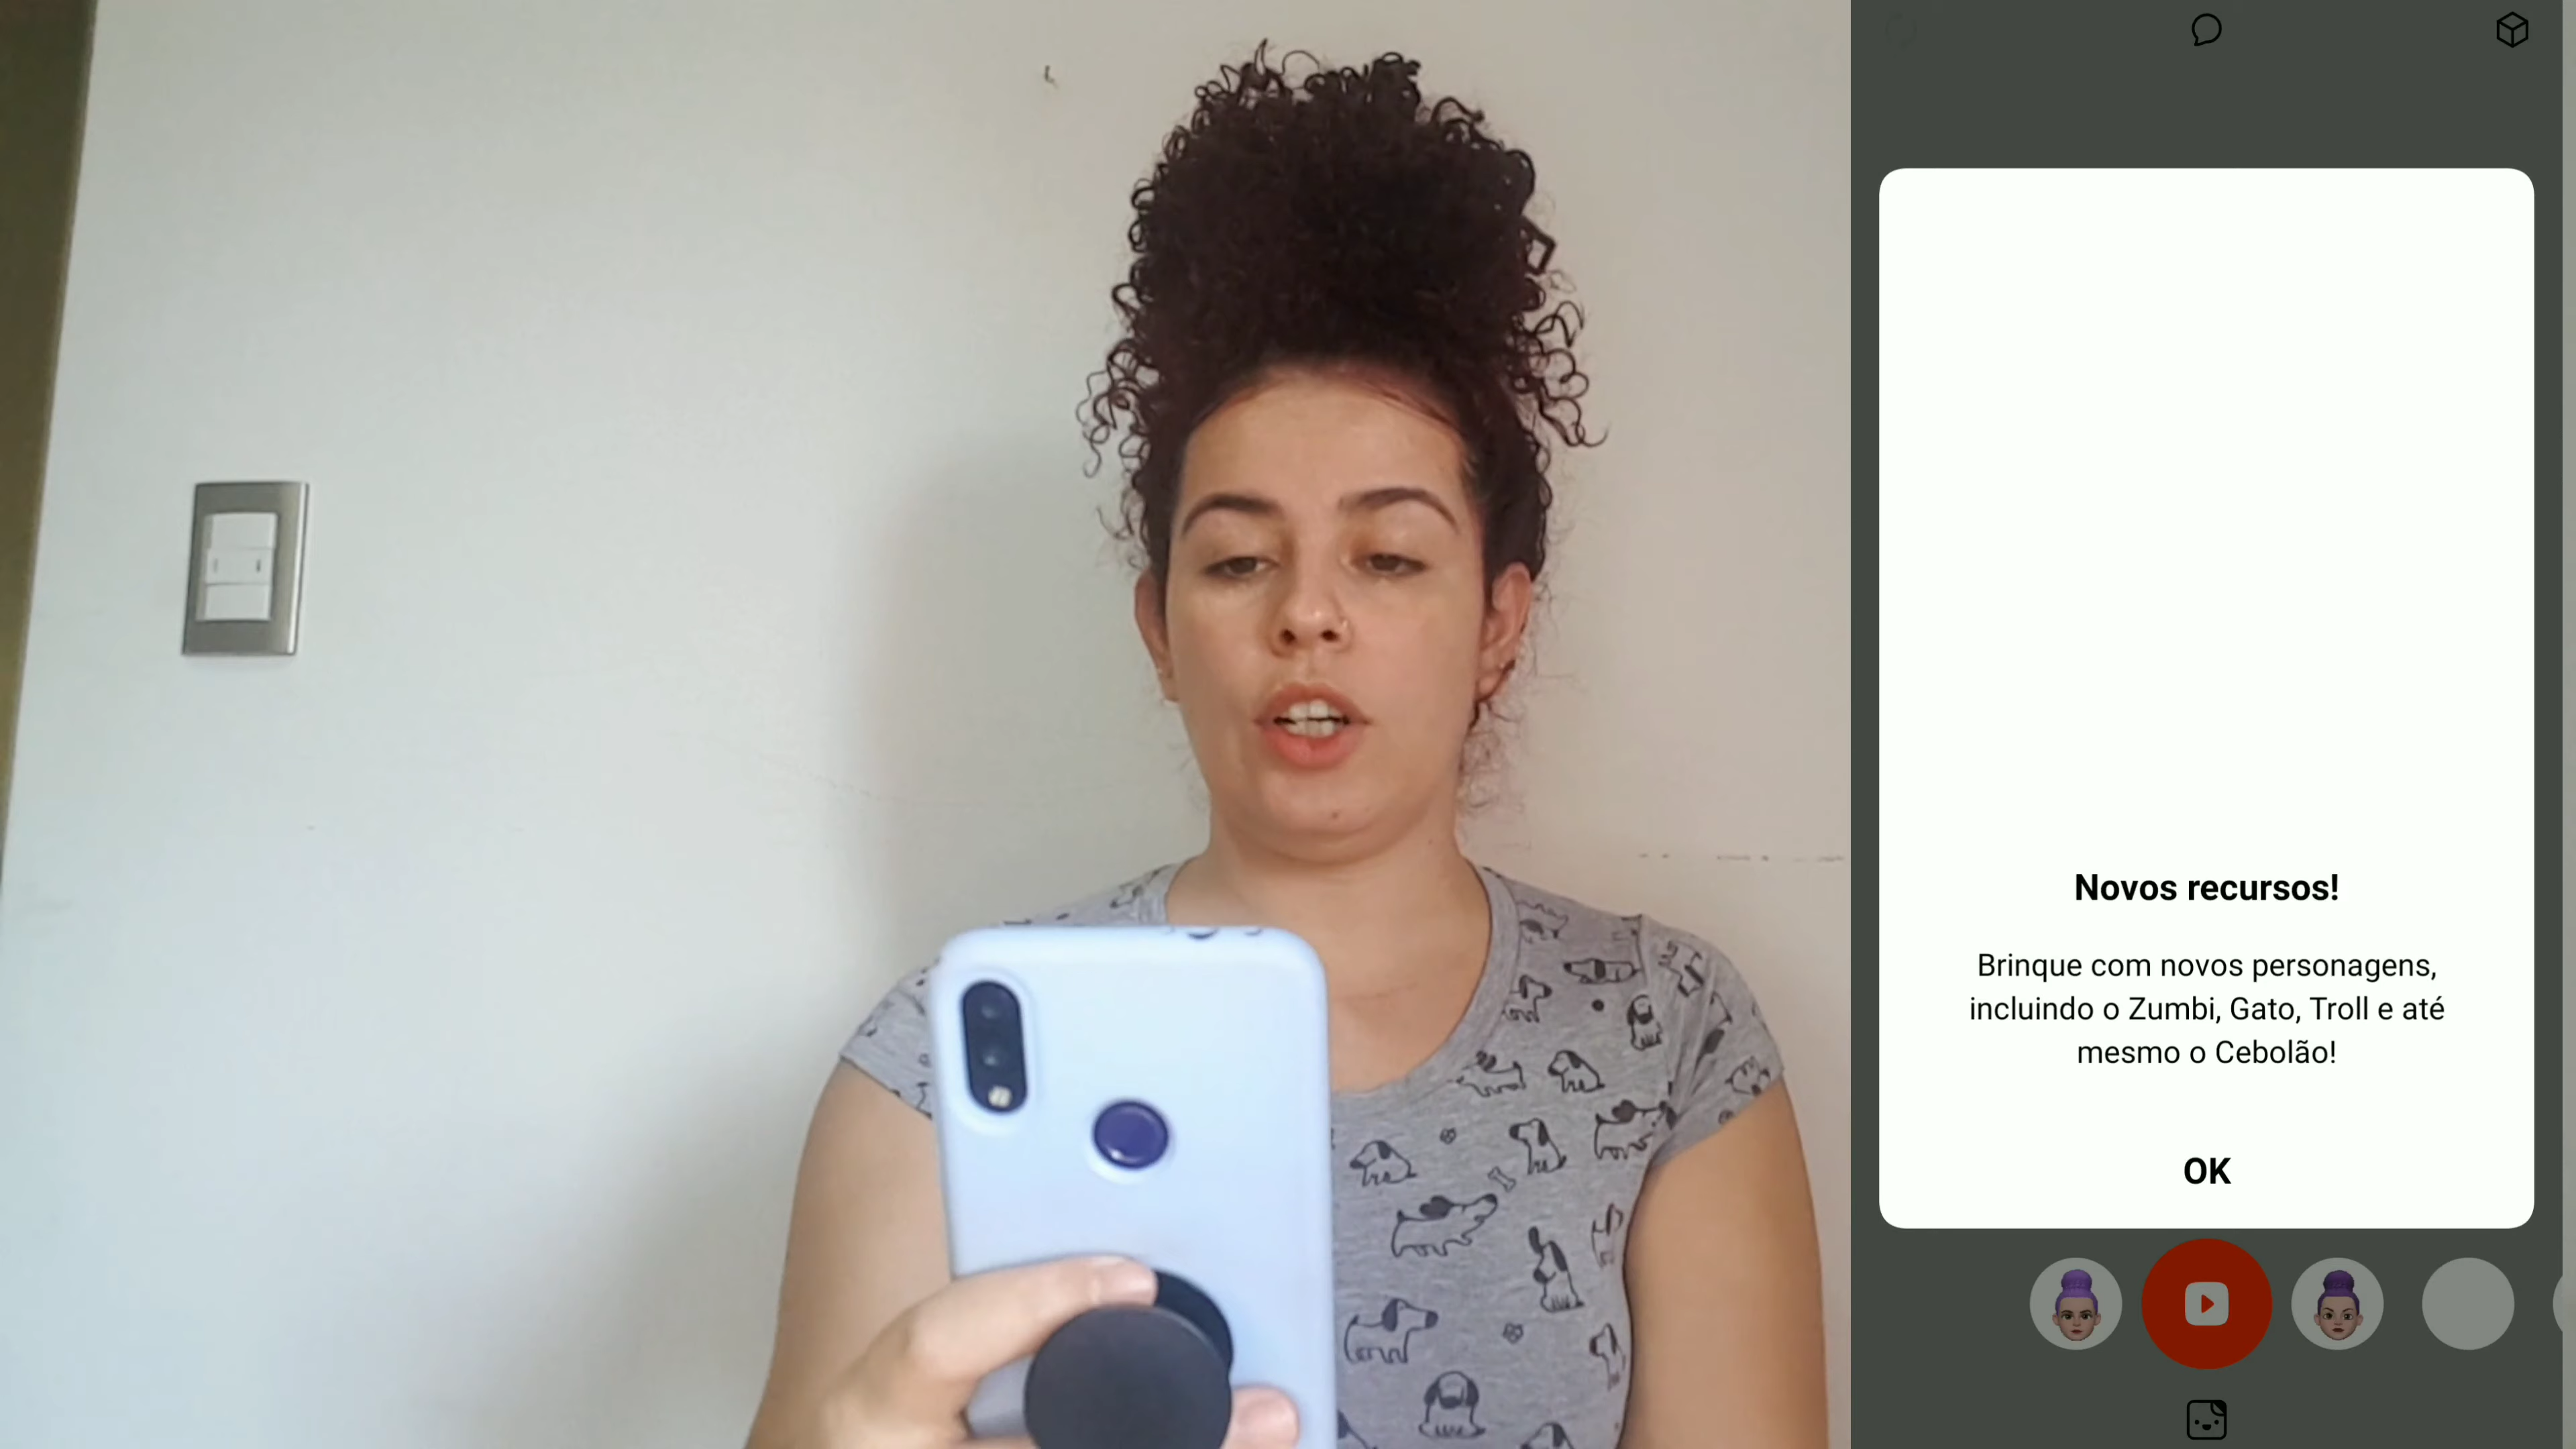 Novos recursos!
Brinque com novos personagens,
incluindo o Zumbi, Gato, Troll e até
mesmo o Cebolão!
OK